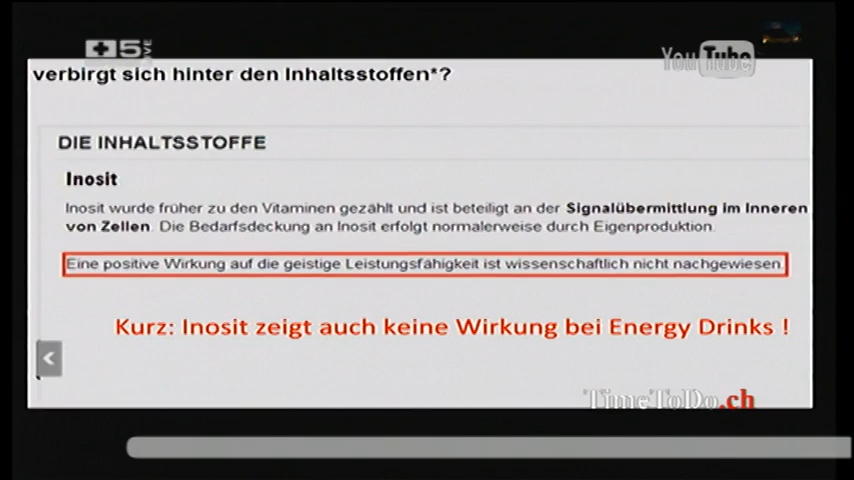 5
LIVE
YouTube
verbirgt sich hinter den Inhaltsstoffen*?
DIE INHALTSSTOFFE
Inosit
Inosit wurde früher zu den Vitaminen gezählt und ist beteiligt an der Signalübermittlung im Inneren
von Zellen. Die Bedarfsdeckung an Inosit erfolgt normalerweise durch Eigenproduktion.
Eine positive Wirkung auf die geistige Leistungsfähigkeit ist wissenschaftlich nicht nachgewiesen.
Kurz: Inosit zeigt auch keine Wirkung bei Energy Drinks !
TimeToDo.ch